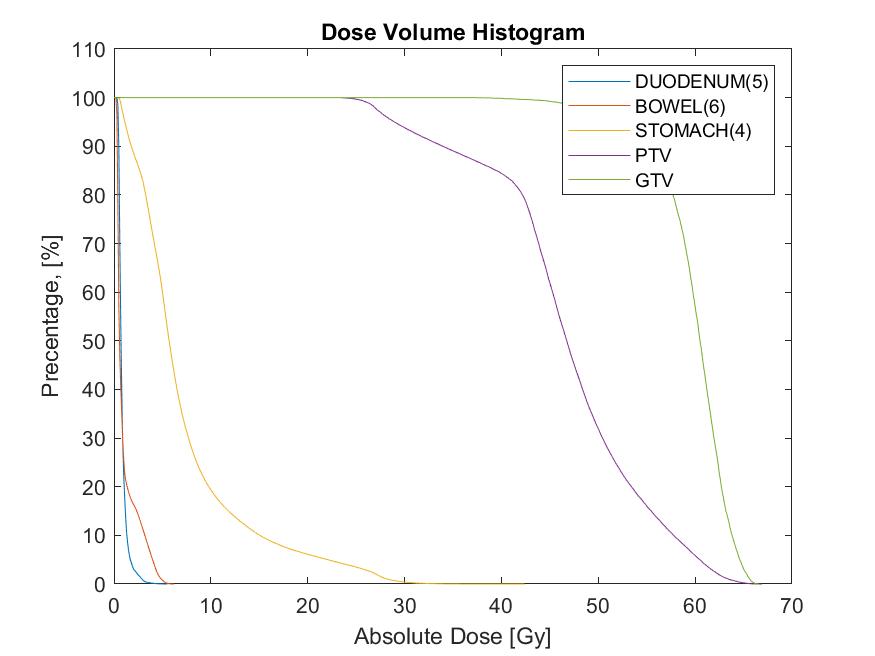 Dose Volume Histogram
110
100
90
80
70
60
50
40
30
20
10
0
Precentage, [%]
DUODENUM(5)
BOWEL(6)
STOMACH(4)
PTV
GTV
0 10 20 30 40 50 60 70
Absolute Dose [Gy]